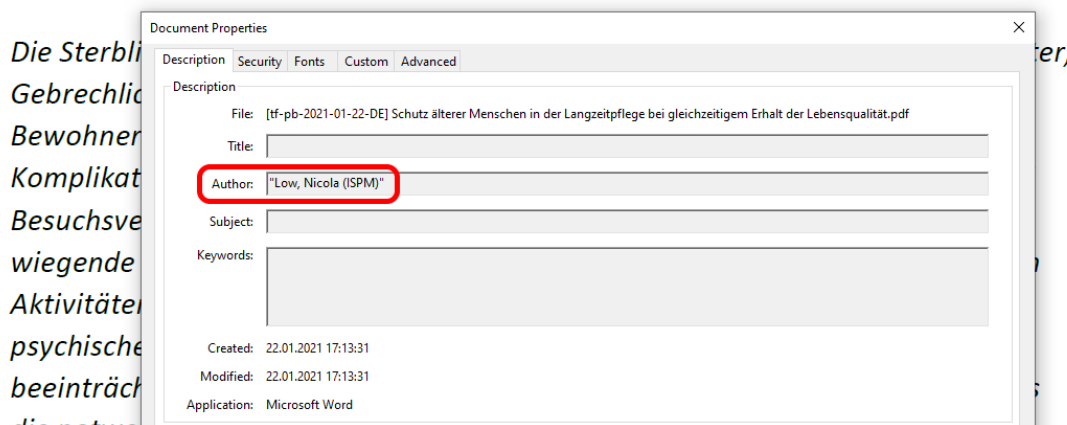 Document Properties
Description Security Fonts Custom Advanced
Description
File: [tf-pb-2021-01-22-DE] Schutz älterer Menschen in der Langzeitpflege bei gleichzeitigem Erhalt der Lebensqualität.pdf
Title:
Author: "Low, Nicola (ISPM)"
Subject:
Keywords:
Created: 22.01.2021 17:13:31
Modified: 22.01.2021 17:13:31
Application: Microsoft Word
Die Sterbli
Gebrechlic
Bewohner
Komplikat
Besuchsve
wiegende
Aktivitäte
psychische
beeinträch